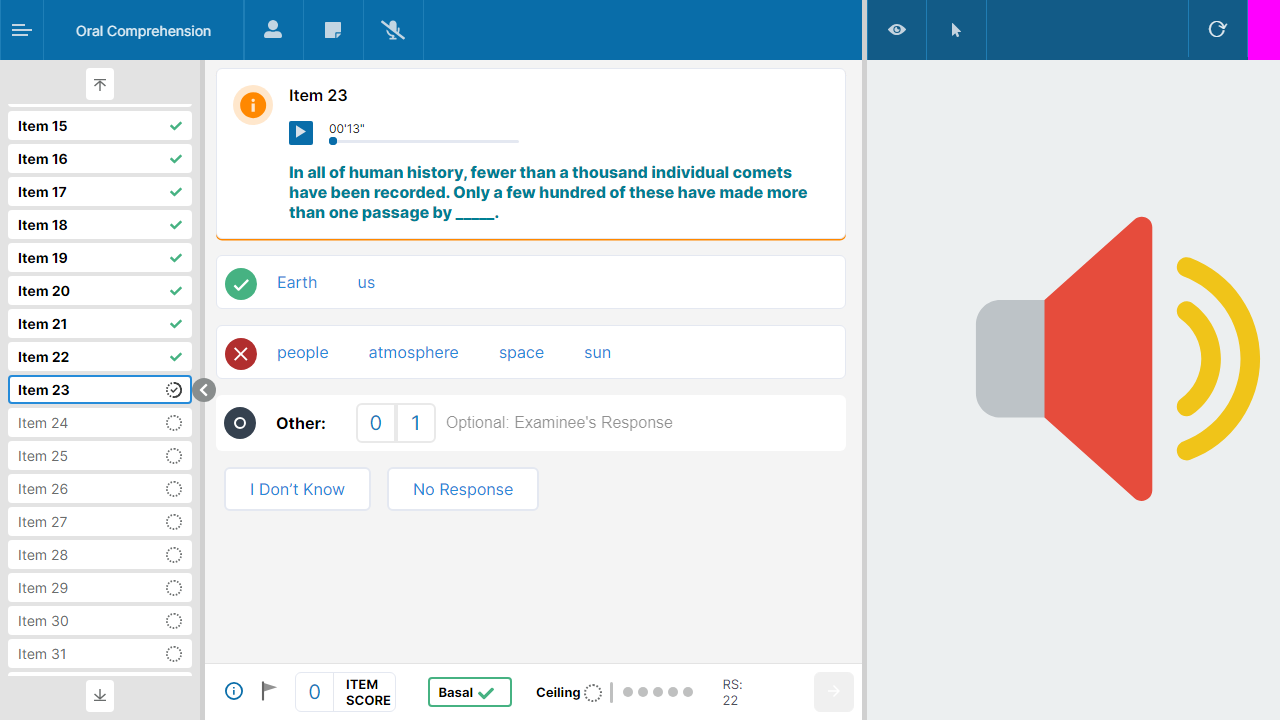 Oral Comprehension
Item 15
Item 16
Item 17
Item 18
Item 19
Item 20
Item 21
Item 22
Item 23
Item 24
Item 25
Item 26
Item 27
Item 28
Item 29
Item 30
Item 31
Item 23
00'13"
In all of human history, fewer than a thousand individual comets
have been recorded. Only a few hundred of these have made more
than one passage by _____.
Earth us
people atmosphere space sun
Other: 0 1 Optional: Examinee's Response
I Don’t Know No Response
0 ITEM
SCORE
Basal
Ceiling
RS:
22